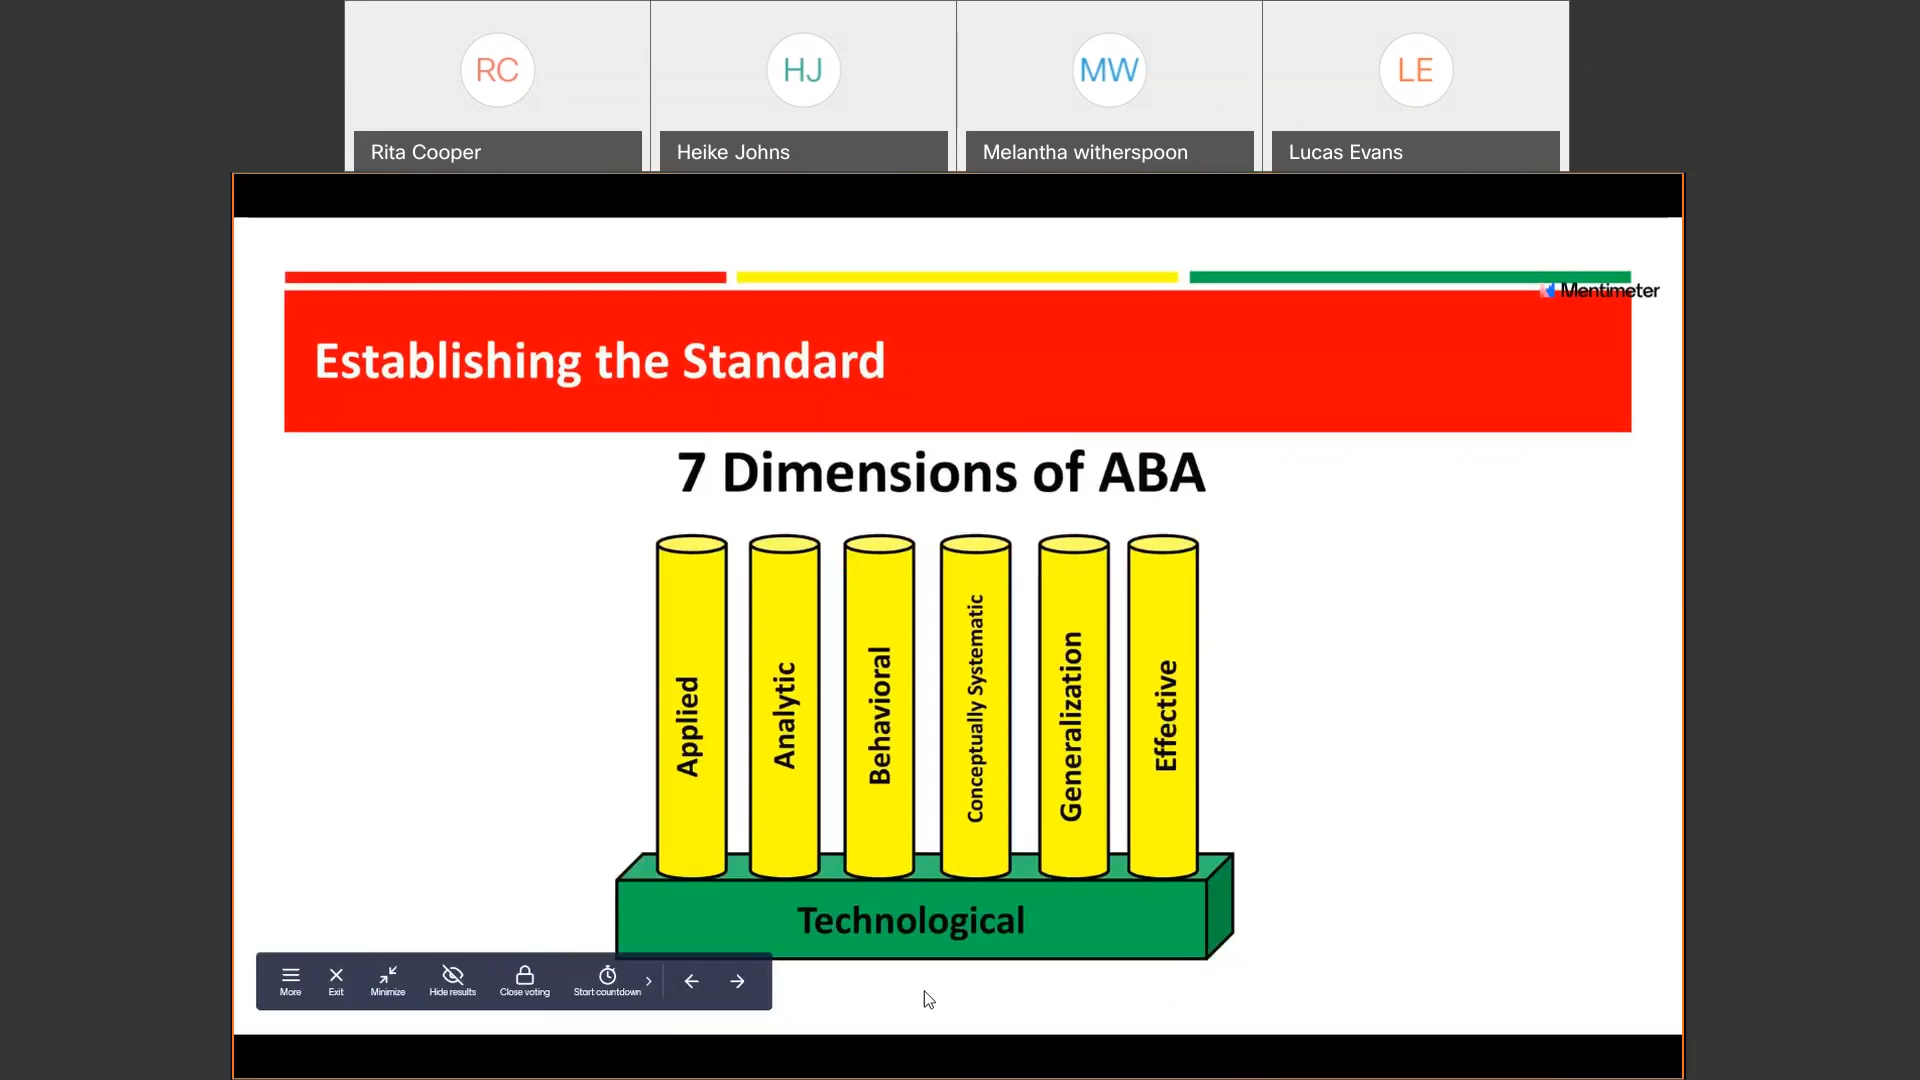 RC
HJ
MW
LE
Rita Cooper
Heike Johns
Melantha witherspoon
Lucas Evans
Mentimeter
Establishing the Standard
7 Dimensions of ABA
Applied
Analytic
Behavioral
Conceptually Systematic
Generalization
Effective
Technological
More
Exit
Minimize
Hide results
Close voting
Start countdown